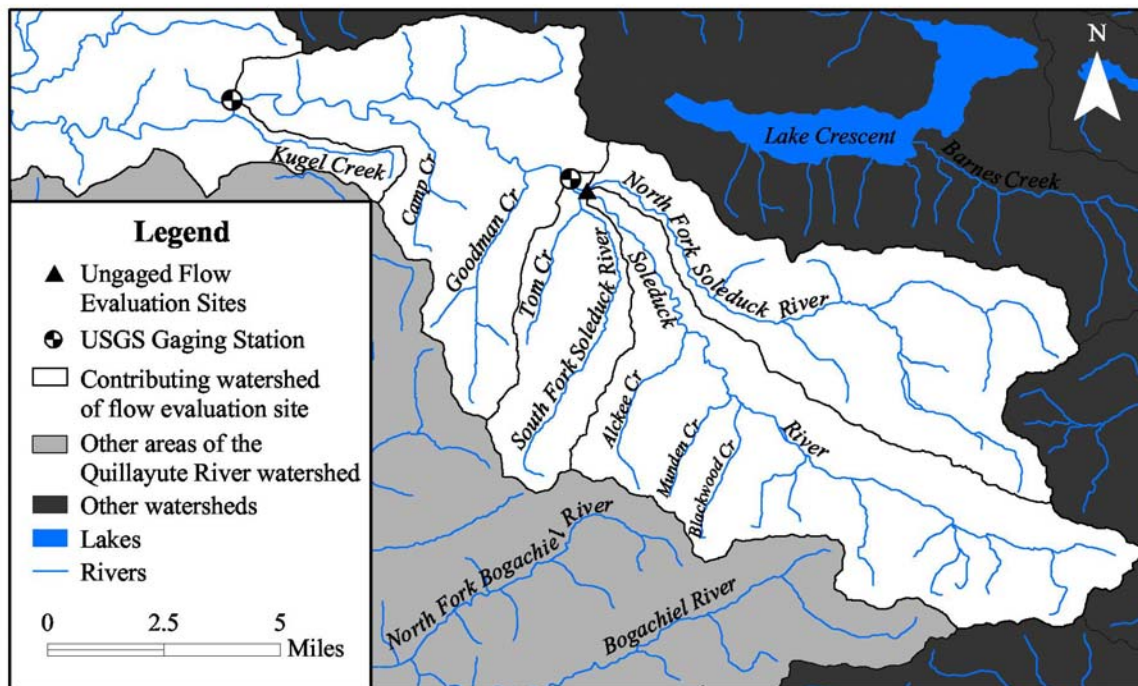 N
Lake Crescent
Barnes Creek
Kugel Creek
Camp Cr
Goodman Cr
Tom Cr
South Fork Soleduck River
Soleduck
River
North Fork Soleduck River
Alckee Cr
Munden Cr
Blackwood Cr
North Fork Bogachiel River
Bogachiel River
Legend
Ungaged Flow
Evaluation Sites
USGS Gaging Station
Contributing watershed
of flow evaluation site
Other areas of the
Quillayute River watershed
Other watersheds
Lakes
Rivers
0 2.5 5
Miles